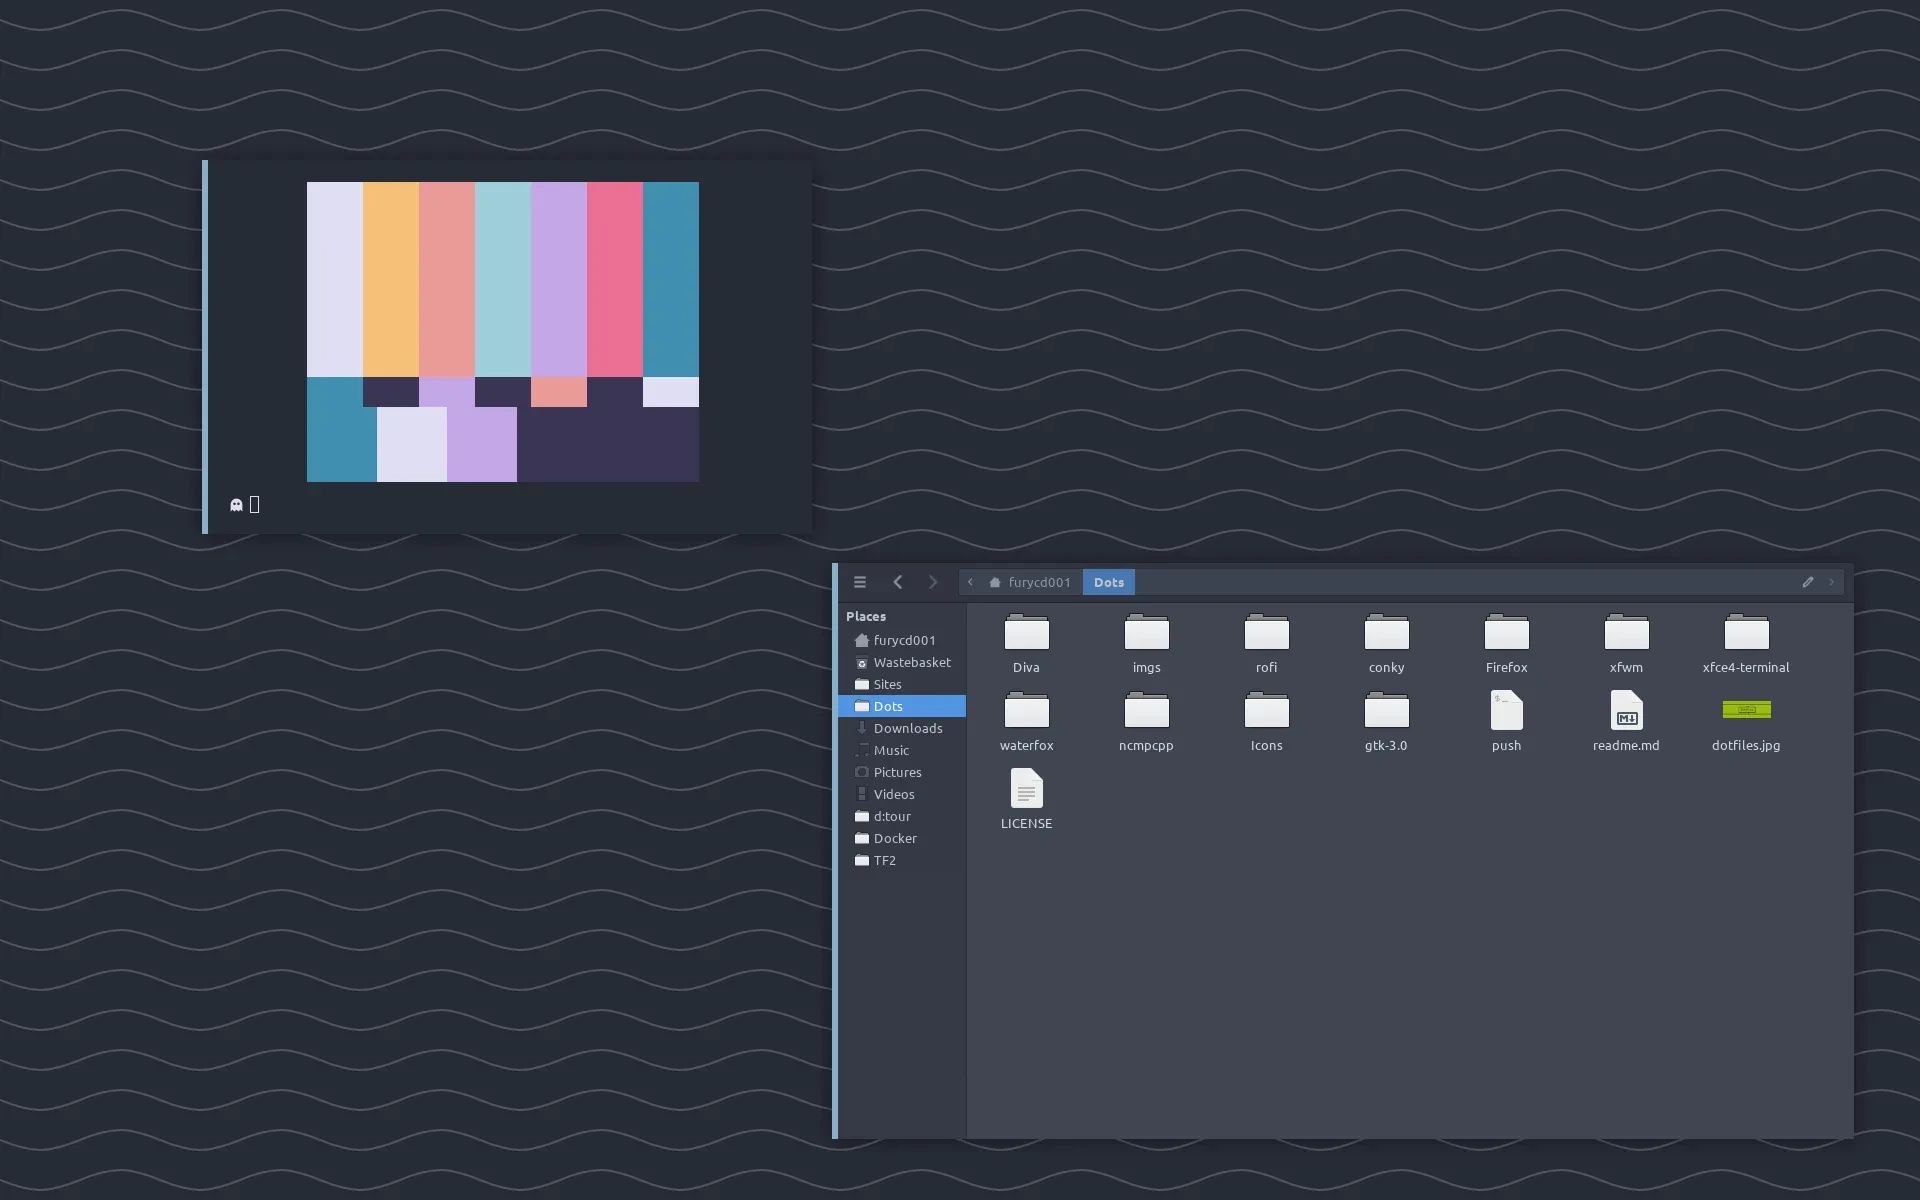 furycd001 Dots
Places
furycd001
Wastebasket
Sites
Dots
Downloads
Music
Pictures
Videos
d:tour
Docker
TF2
Diva imgs rofi conky Firefox xfwm xfce4-terminal
$_
M
waterfox ncmpcpp Icons gtk-3.0 push readme.md dotfiles.jpg
LICENSE